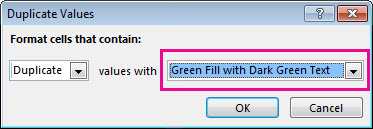 Duplicate Values
Format cells that contain:
Duplicate values with Green Fill with Dark Green Text
OK Cancel